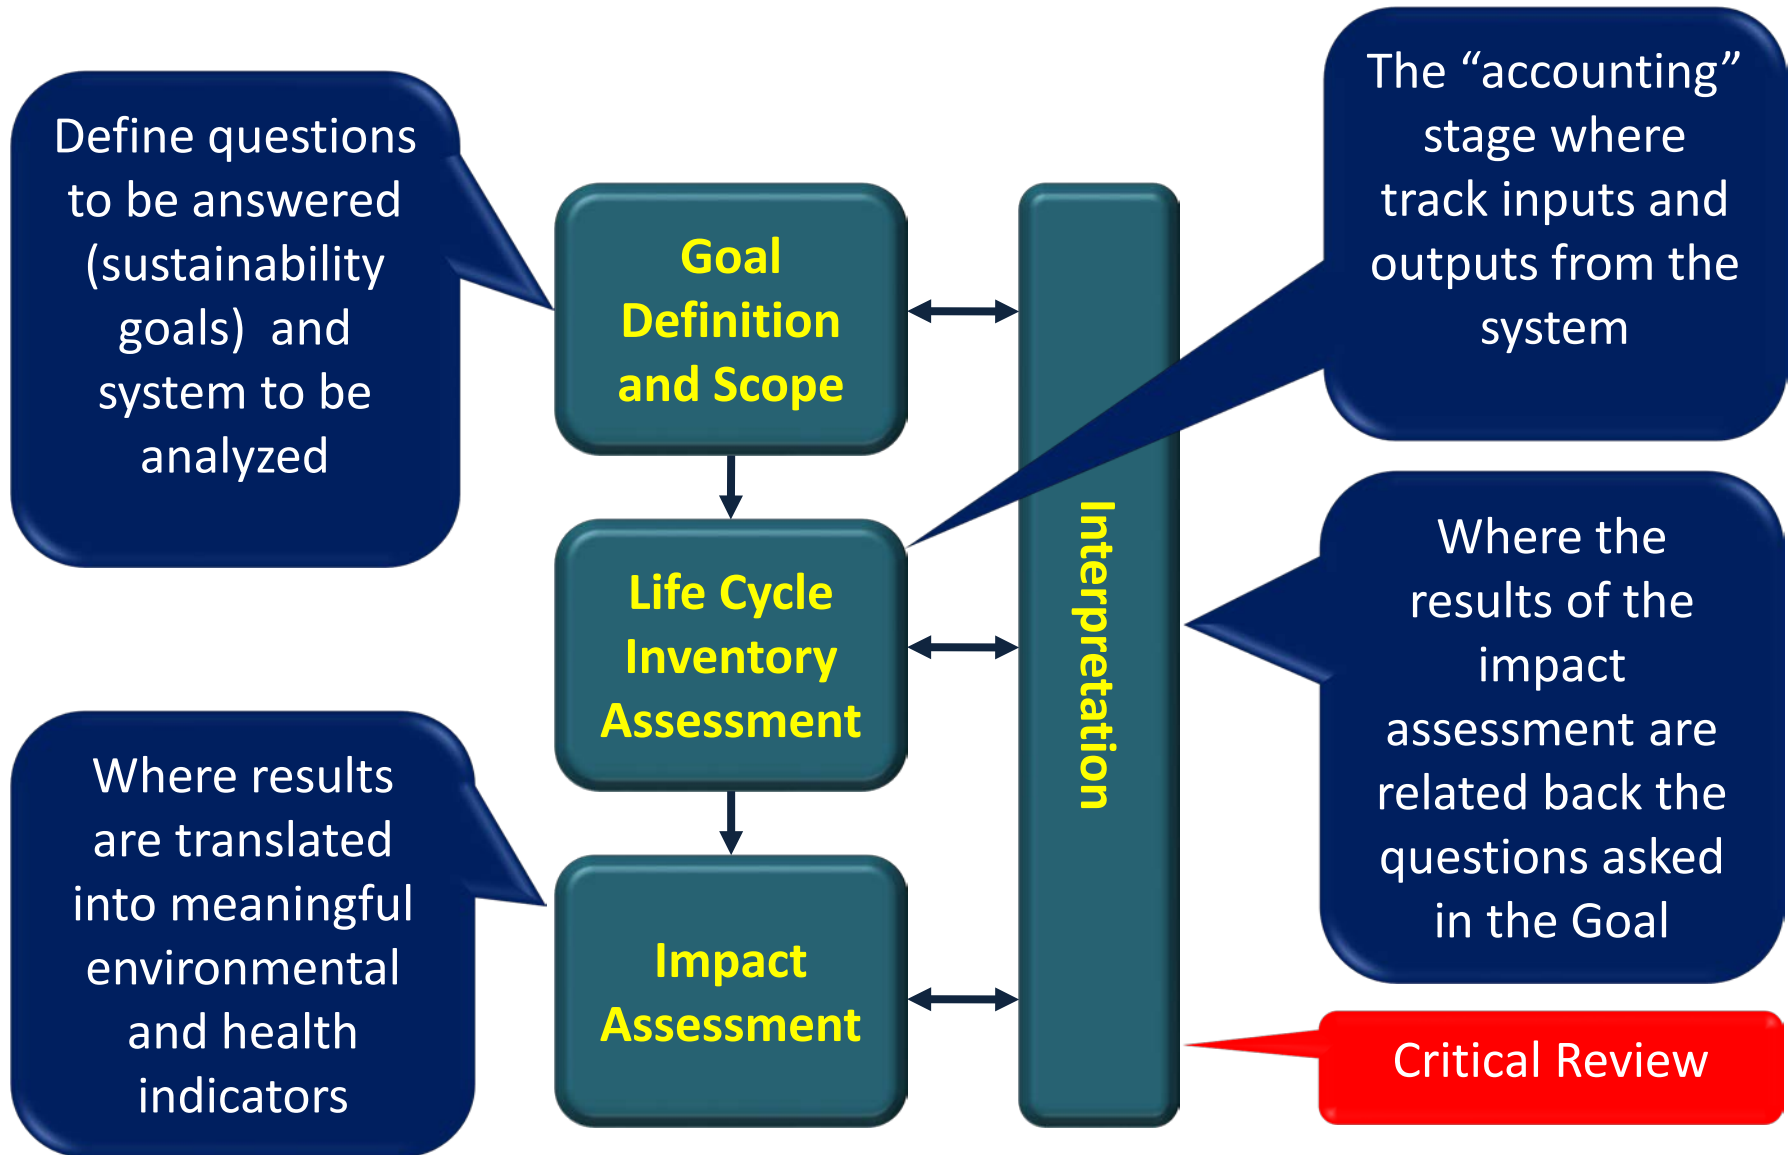 Define questions
to be answered
(sustainability
goals)  and
system to be
analyzed
Goal
Definition
and Scope
The “accounting”
stage where
track inputs and
outputs from the
system
Life Cycle
Inventory
Assessment
Interpretation
Where the
results of the
impact
assessment are
related back the
questions asked
in the Goal
Where results
are translated
into meaningful
environmental
and health
indicators
Impact
Assessment
Critical Review